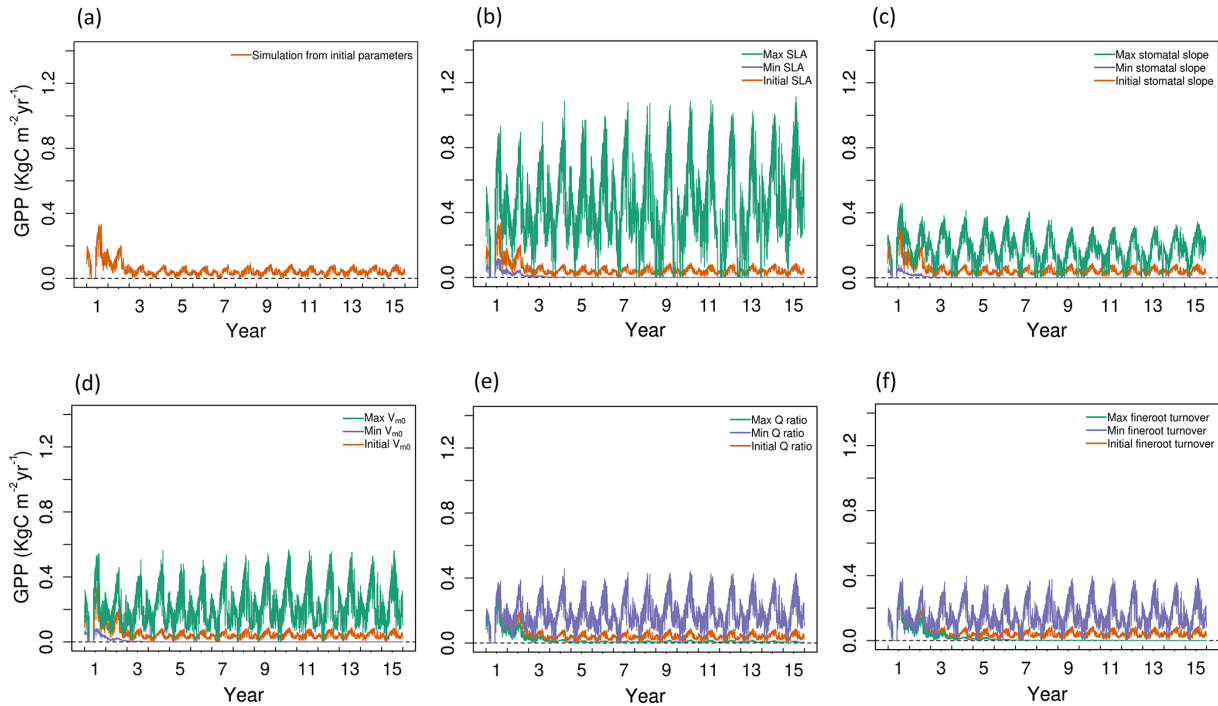 (a)
GPP (KgC m⁻²yr⁻¹)
0.0 0.4 0.8 1.2
Simulation from initial parameters
1 3 5 7 9 11 13 15
Year
(b)
0.0 0.4 0.8 1.2
Max SLA
Min SLA
Initial SLA
1 3 5 7 9 11 13 15
Year
(c)
0.0 0.4 0.8 1.2
Max stomatal slope
Min stomatal slope
Initial stomatal slope
1 3 5 7 9 11 13 15
Year
(d)
GPP (KgC m⁻²yr⁻¹)
0.0 0.4 0.8 1.2
Max Vm0
Min Vm0
Initial Vm0
1 3 5 7 9 11 13 15
Year
(e)
0.0 0.4 0.8 1.2
Max Q ratio
Min Q ratio
Initial Q ratio
1 3 5 7 9 11 13 15
Year
(f)
0.0 0.4 0.8 1.2
Max fineroot turnover
Min fineroot turnover
Initial fineroot turnover
1 3 5 7 9 11 13 15
Year